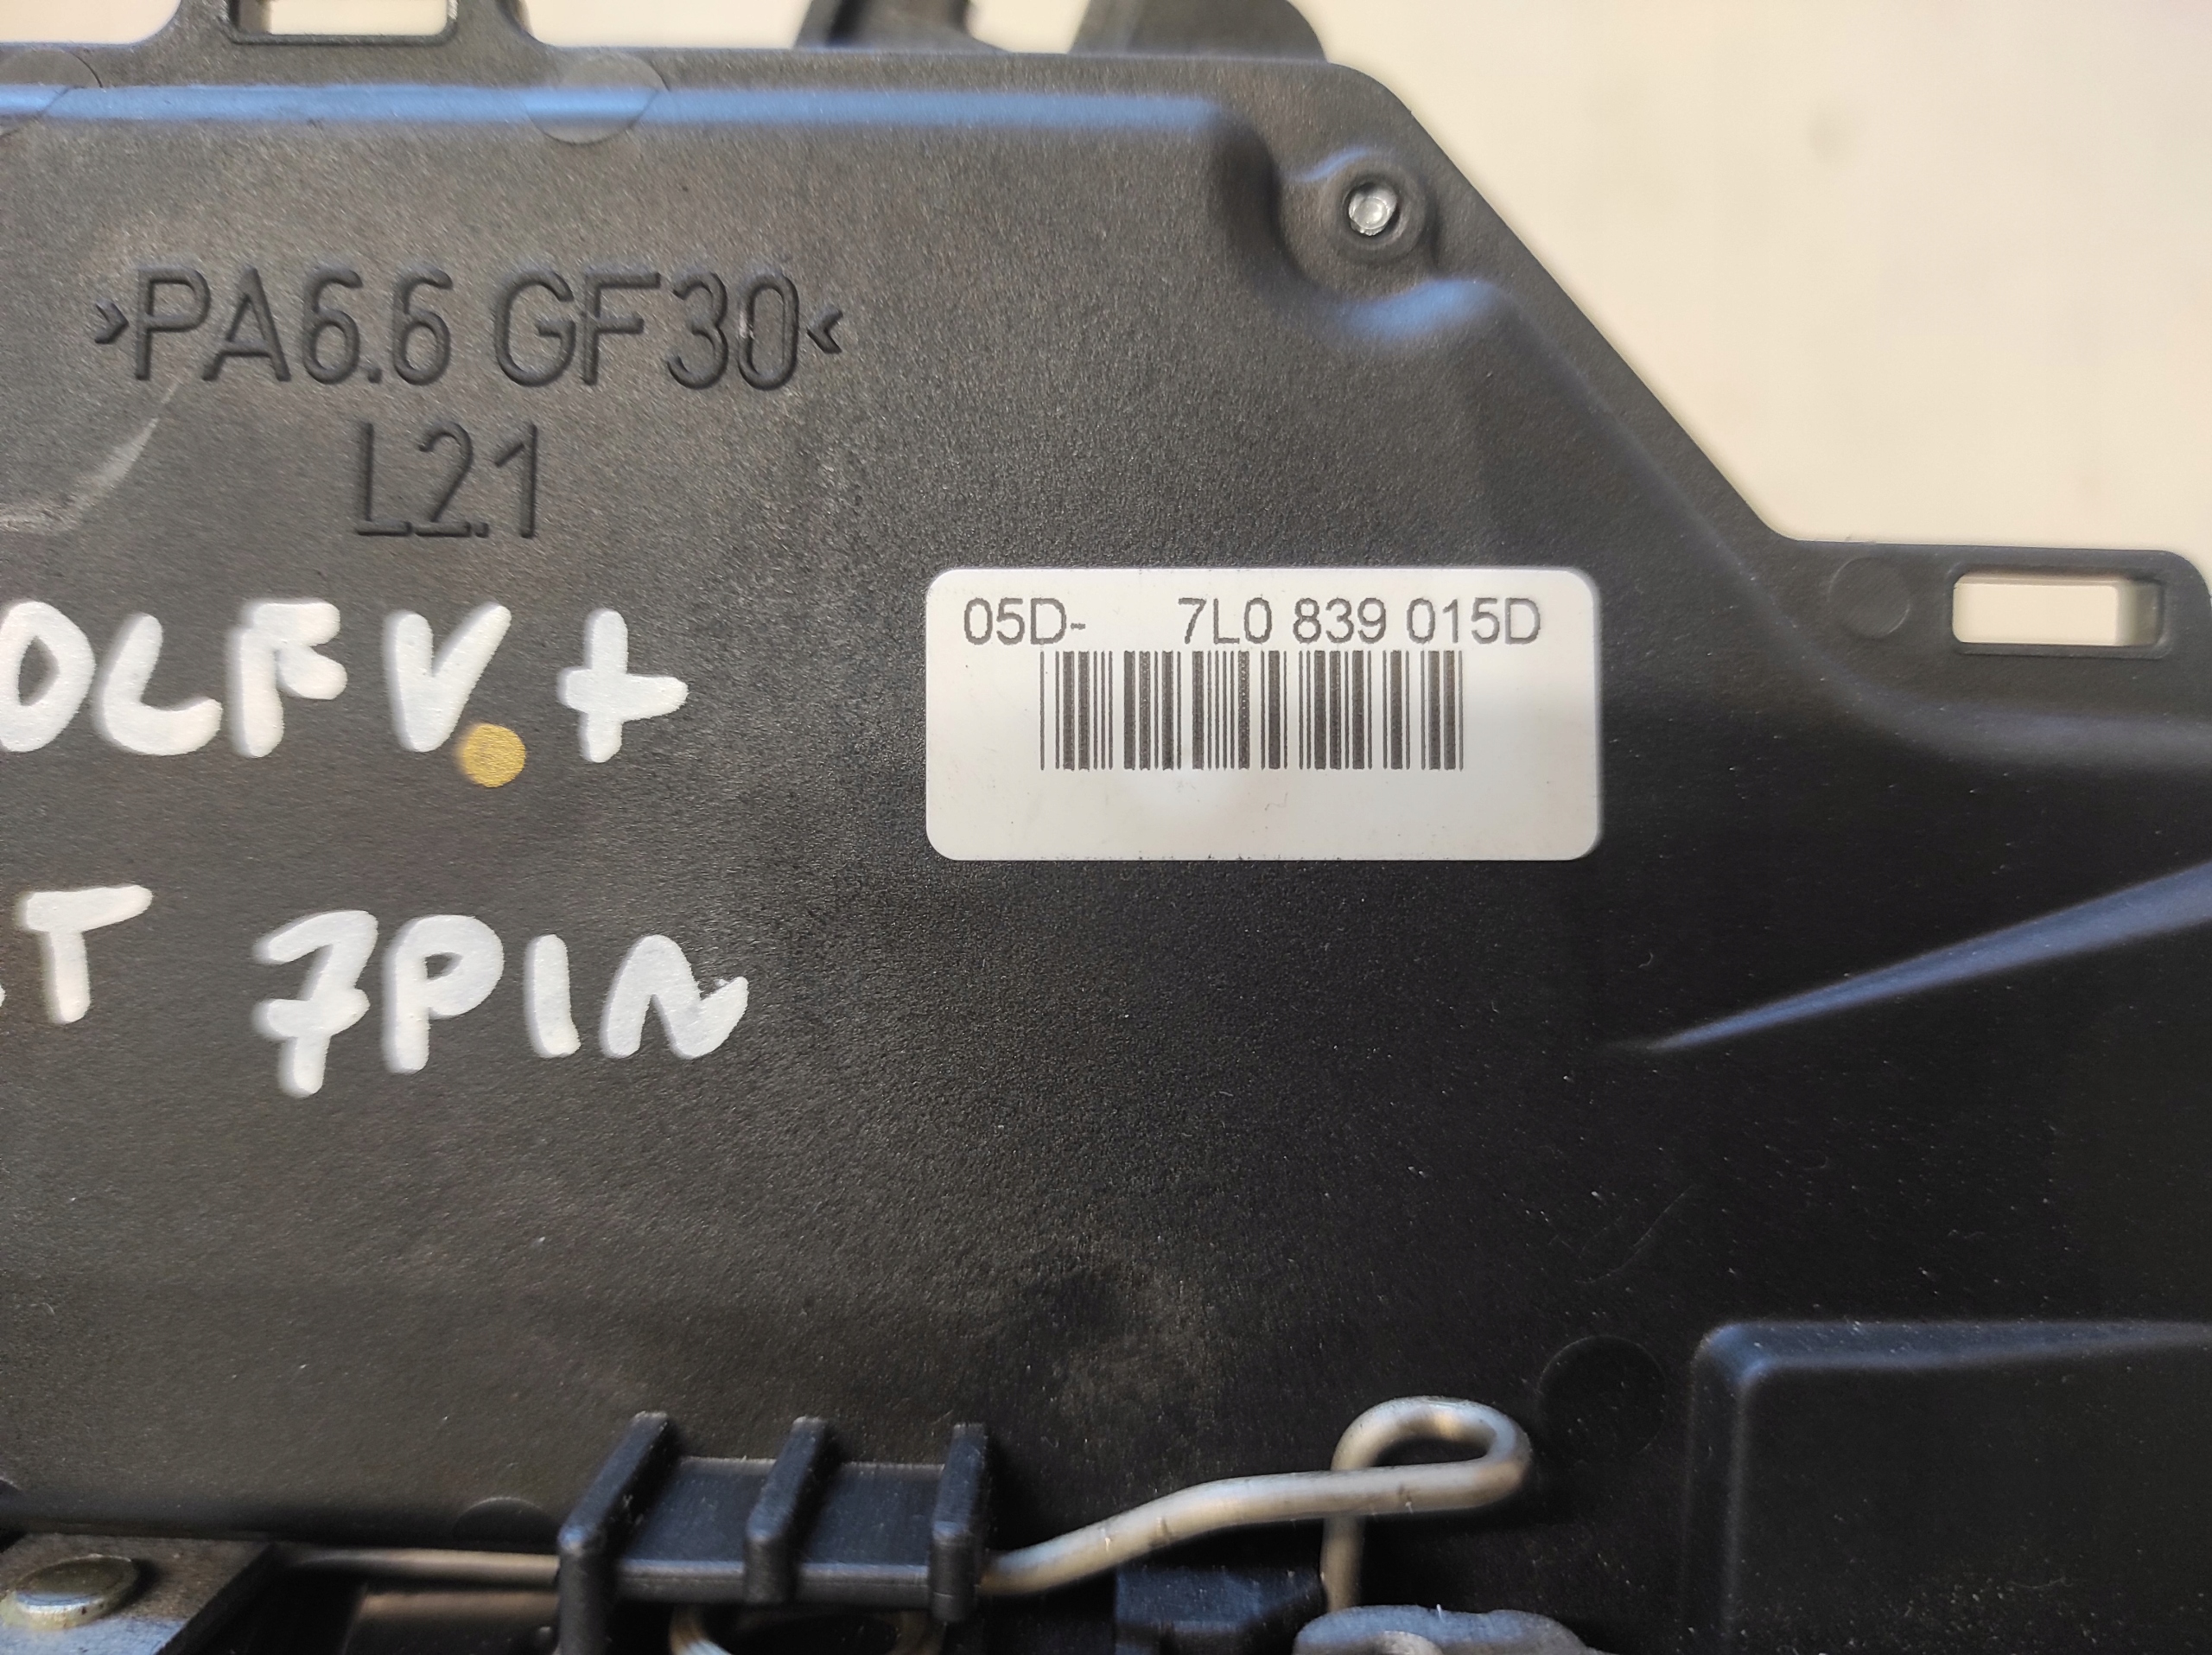 >PA6.6 GF30<
L2.1
05D- 7L0 839 015D
OLF V.+
T 7PIN